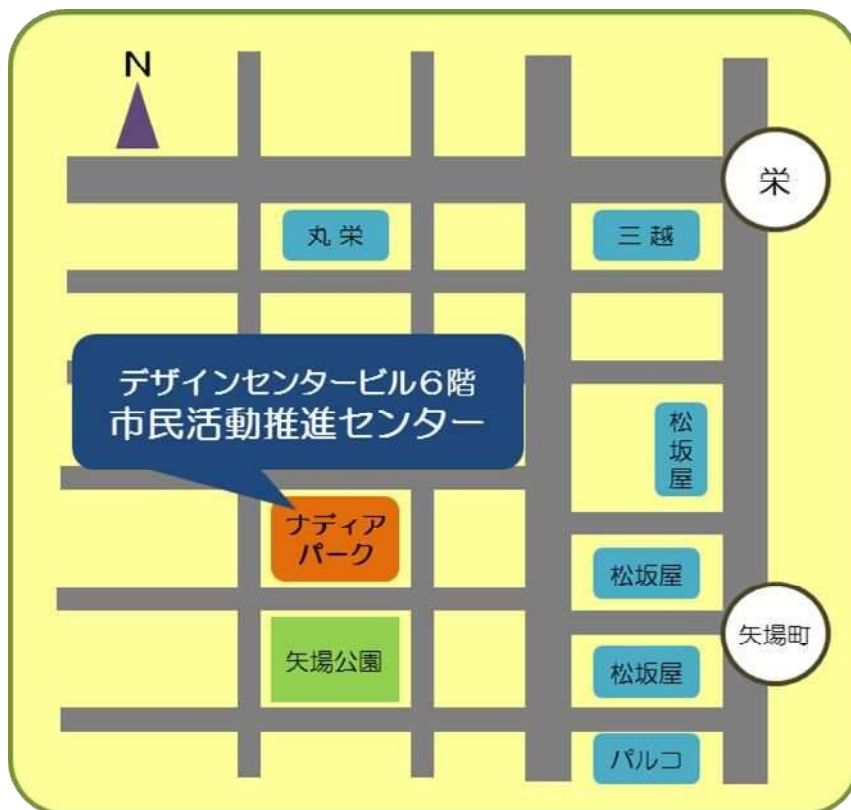 N
栄
丸栄
三越
デザインセンタービル6階
市民活動推進センター
松坂屋
ナディア
パーク
松坂屋
矢場町
矢場公園
松坂屋
パルコ